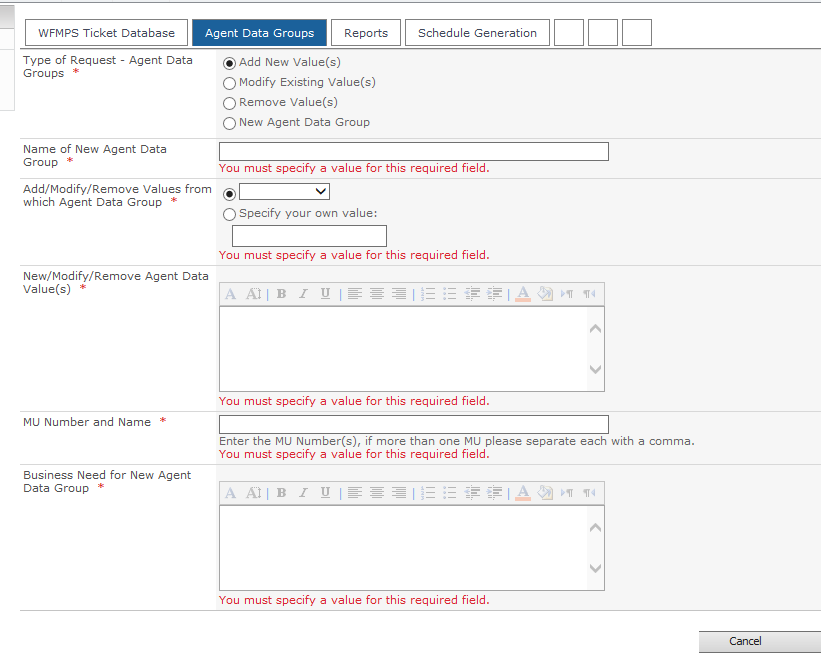 WFMPS Ticket Database Agent Data Groups Reports Schedule Generation
Type of Request - Agent Data
Groups *
Add New Value(s)
Modify Existing Value(s)
Remove Value(s)
New Agent Data Group
Name of New Agent Data
Group *
You must specify a value for this required field.
Add/Modify/Remove Values from
which Agent Data Group *
Specify your own value:
You must specify a value for this required field.
New/Modify/Remove Agent Data
Value(s) *
A A B I U A
You must specify a value for this required field.
MU Number and Name *
Enter the MU Number(s), if more than one MU please separate each with a comma.
You must specify a value for this required field.
Business Need for New Agent
Data Group *
A A B I U A
You must specify a value for this required field.
Cancel